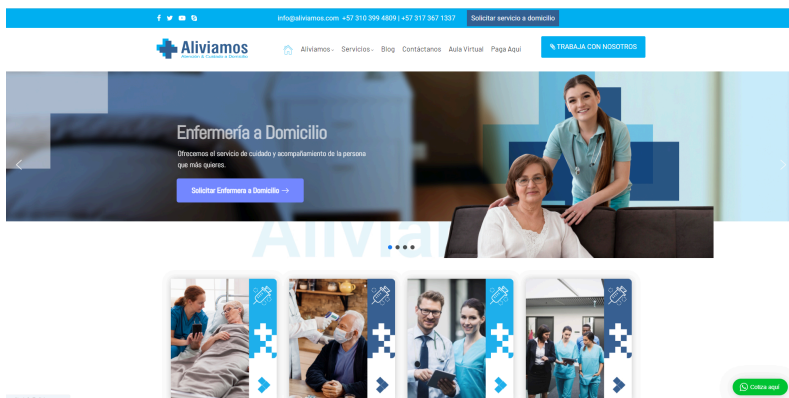 info@aliviamos.com +57 310 399 4809 | +57 317 367 1337
Solicitar servicio a domicilio
Aliviamos
Atención & Cuidado a Domicilio
Aliviamos
Servicios
Blog
Contáctanos
Aula Virtual
Paga Aquí
TRABAJA CON NOSOTROS
Enfermería a Domicilio
Ofrecemos el servicio de cuidado y acompañamiento de la persona
que más quieres.
Solicitar Enfermera a Domicilio →
Cotiza aquí